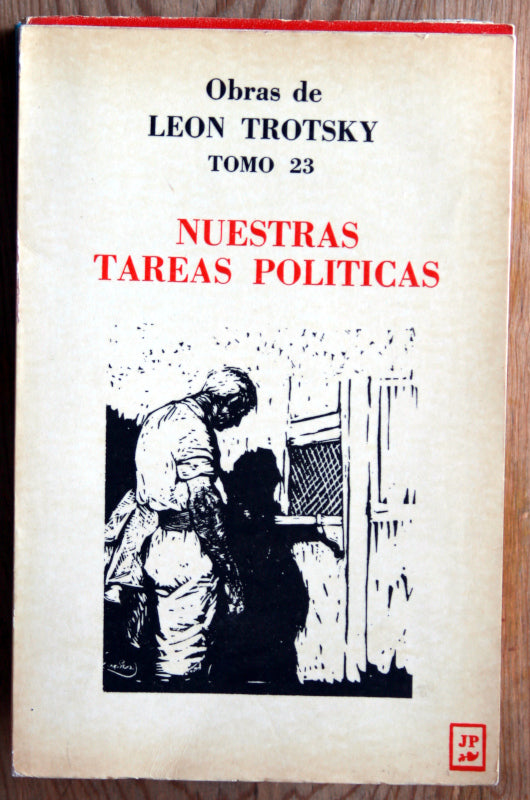 Obras de
LEON TROTSKY
TOMO 23
NUESTRAS
TAREAS POLITICAS
JP